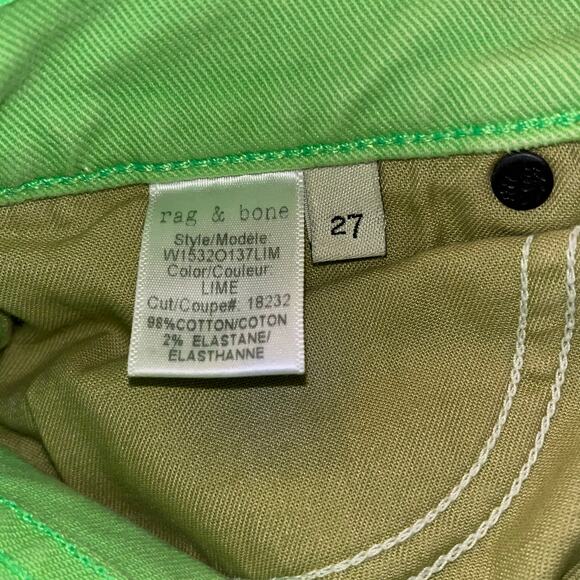 rag & bone
Style/Modèle
W1532O137LIM
Color/Couleur
LIME
Cut/Coupe#: 18232
98%COTTON/COTON
2% ELASTANE/
ELASTHANNE
27